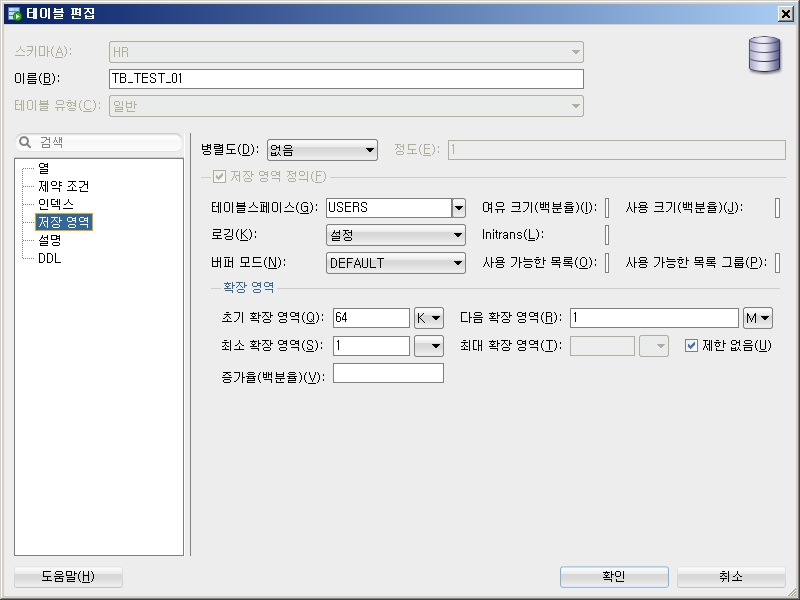 테이블 편집
스키마(A): HR
이름(B): TB_TEST_01
테이블 유형(C): 일반
검색
열
제약 조건
인덱스
저장 영역
설명
DDL
병렬도(D): 없음 정도(E): 1
저장 영역 정의(F)
테이블스페이스(G): USERS 여유 크기(백분율)(I): 사용 크기(백분율)(J):
로깅(K): 설정 Initrans(L):
버퍼 모드(N): DEFAULT 사용 가능한 목록(O): 사용 가능한 목록 그룹(P):
확장 영역
초기 확장 영역(Q): 64 K 다음 확장 영역(R): 1 M
최소 확장 영역(S): 1 최대 확장 영역(T): 제한 없음(U)
증가율(백분율)(V):
도움말(H) 확인 취소